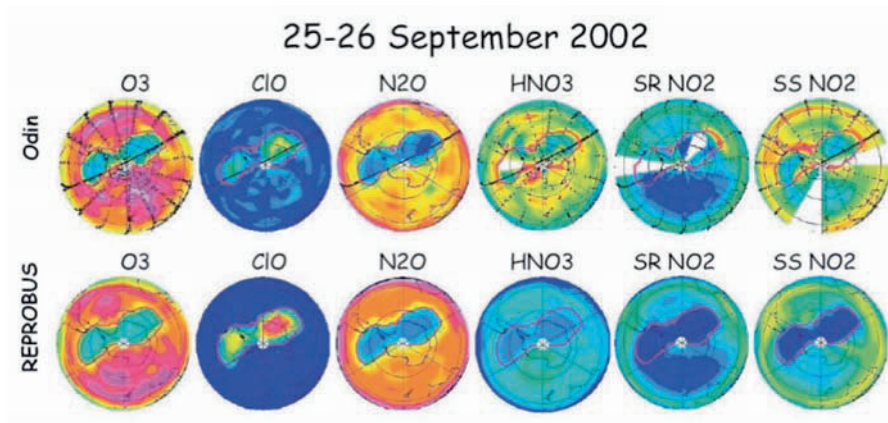 25-26 September 2002
O3 ClO N2O HNO3 SR NO2 SS NO2
Odin
O3 ClO N2O HNO3 SR NO2 SS NO2
REPROBUS